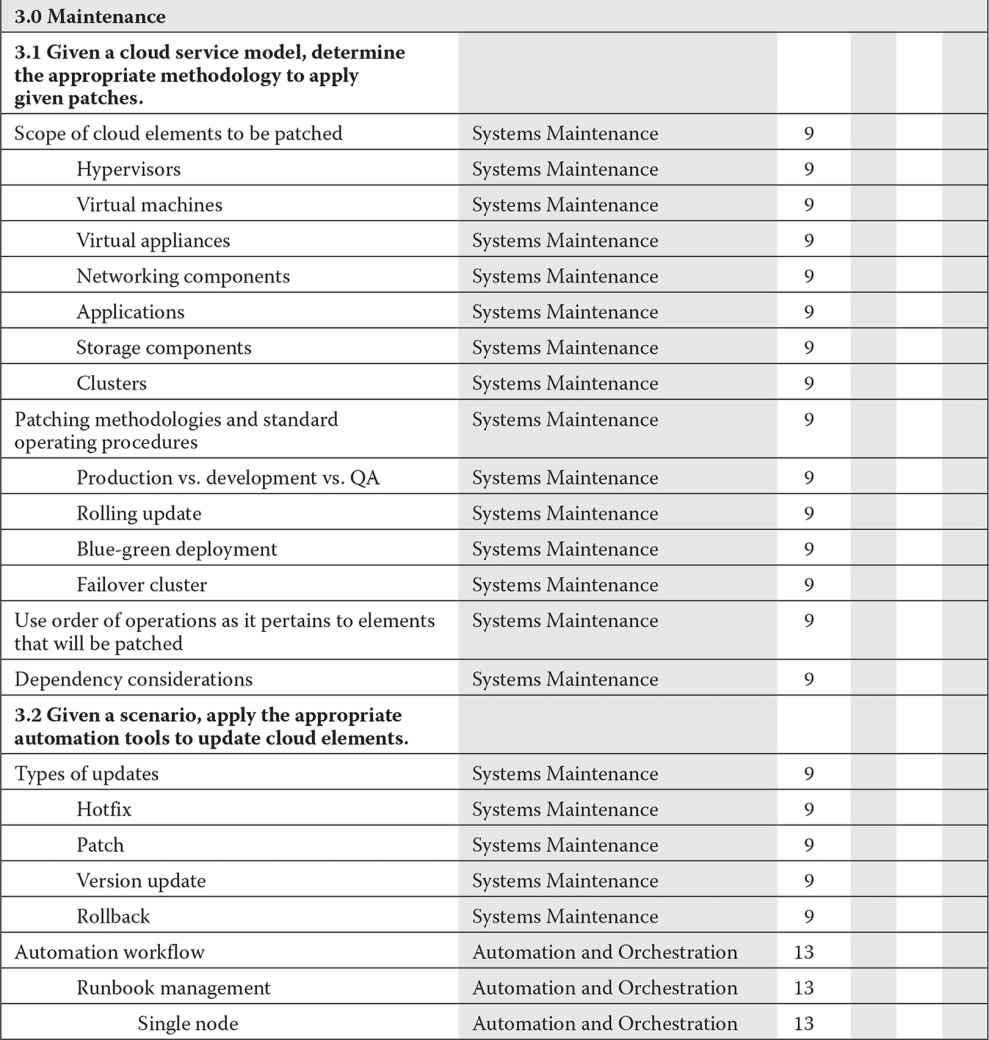 3.0 Maintenance
3.1 Given a cloud service model, determine
the appropriate methodology to apply
given patches.
Scope of cloud elements to be patched Systems Maintenance 9
Hypervisors Systems Maintenance 9
Virtual machines Systems Maintenance 9
Virtual appliances Systems Maintenance 9
Networking components Systems Maintenance 9
Applications Systems Maintenance 9
Storage components Systems Maintenance 9
Clusters Systems Maintenance 9
Patching methodologies and standard Systems Maintenance 9
operating procedures
Production vs. development vs. QA Systems Maintenance 9
Rolling update Systems Maintenance 9
Blue-green deployment Systems Maintenance 9
Failover cluster Systems Maintenance 9
Use order of operations as it pertains to elements Systems Maintenance 9
that will be patched
Dependency considerations Systems Maintenance 9
3.2 Given a scenario, apply the appropriate
automation tools to update cloud elements.
Types of updates Systems Maintenance 9
Hotfix Systems Maintenance 9
Patch Systems Maintenance 9
Version update Systems Maintenance 9
Rollback Systems Maintenance 9
Automation workflow Automation and Orchestration 13
Runbook management Automation and Orchestration 13
Single node Automation and Orchestration 13